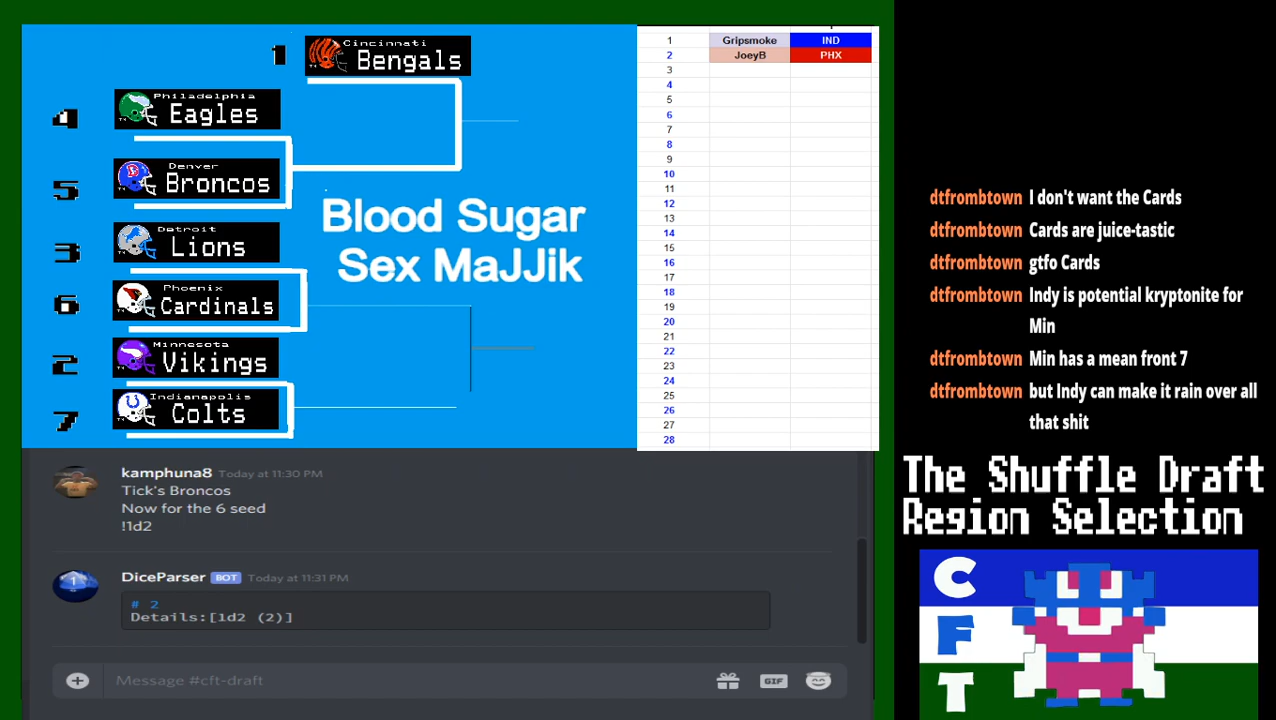 1
Cincinnati
Bengals
4
Philadelphia
Eagles
5
Denver
Broncos
3
Detroit
Lions
6
Phoenix
Cardinals
2
Minnesota
Vikings
7
Indianapolis
Colts
Blood Sugar
Sex MaJJik
1 Gripsmoke IND
2 JoeyB PHX
3
4
5
6
7
8
9
10
11
12
13
14
15
16
17
18
19
20
21
22
23
24
25
26
27
28
kamphuna8 Today at 11:30 PM
Tick's Broncos
Now for the 6 seed
!1d2
DiceParser BOT Today at 11:31 PM
# 2
Details:[1d2 (2)]
Message #cft-draft
GIF
dtfrombtown I don't want the Cards
dtfrombtown Cards are juice-tastic
dtfrombtown gtfo Cards
dtfrombtown Indy is potential kryptonite for
Min
dtfrombtown Min has a mean front 7
dtfrombtown but Indy can make it rain over all
that shit
The Shuffle Draft
Region Selection
C
F
T